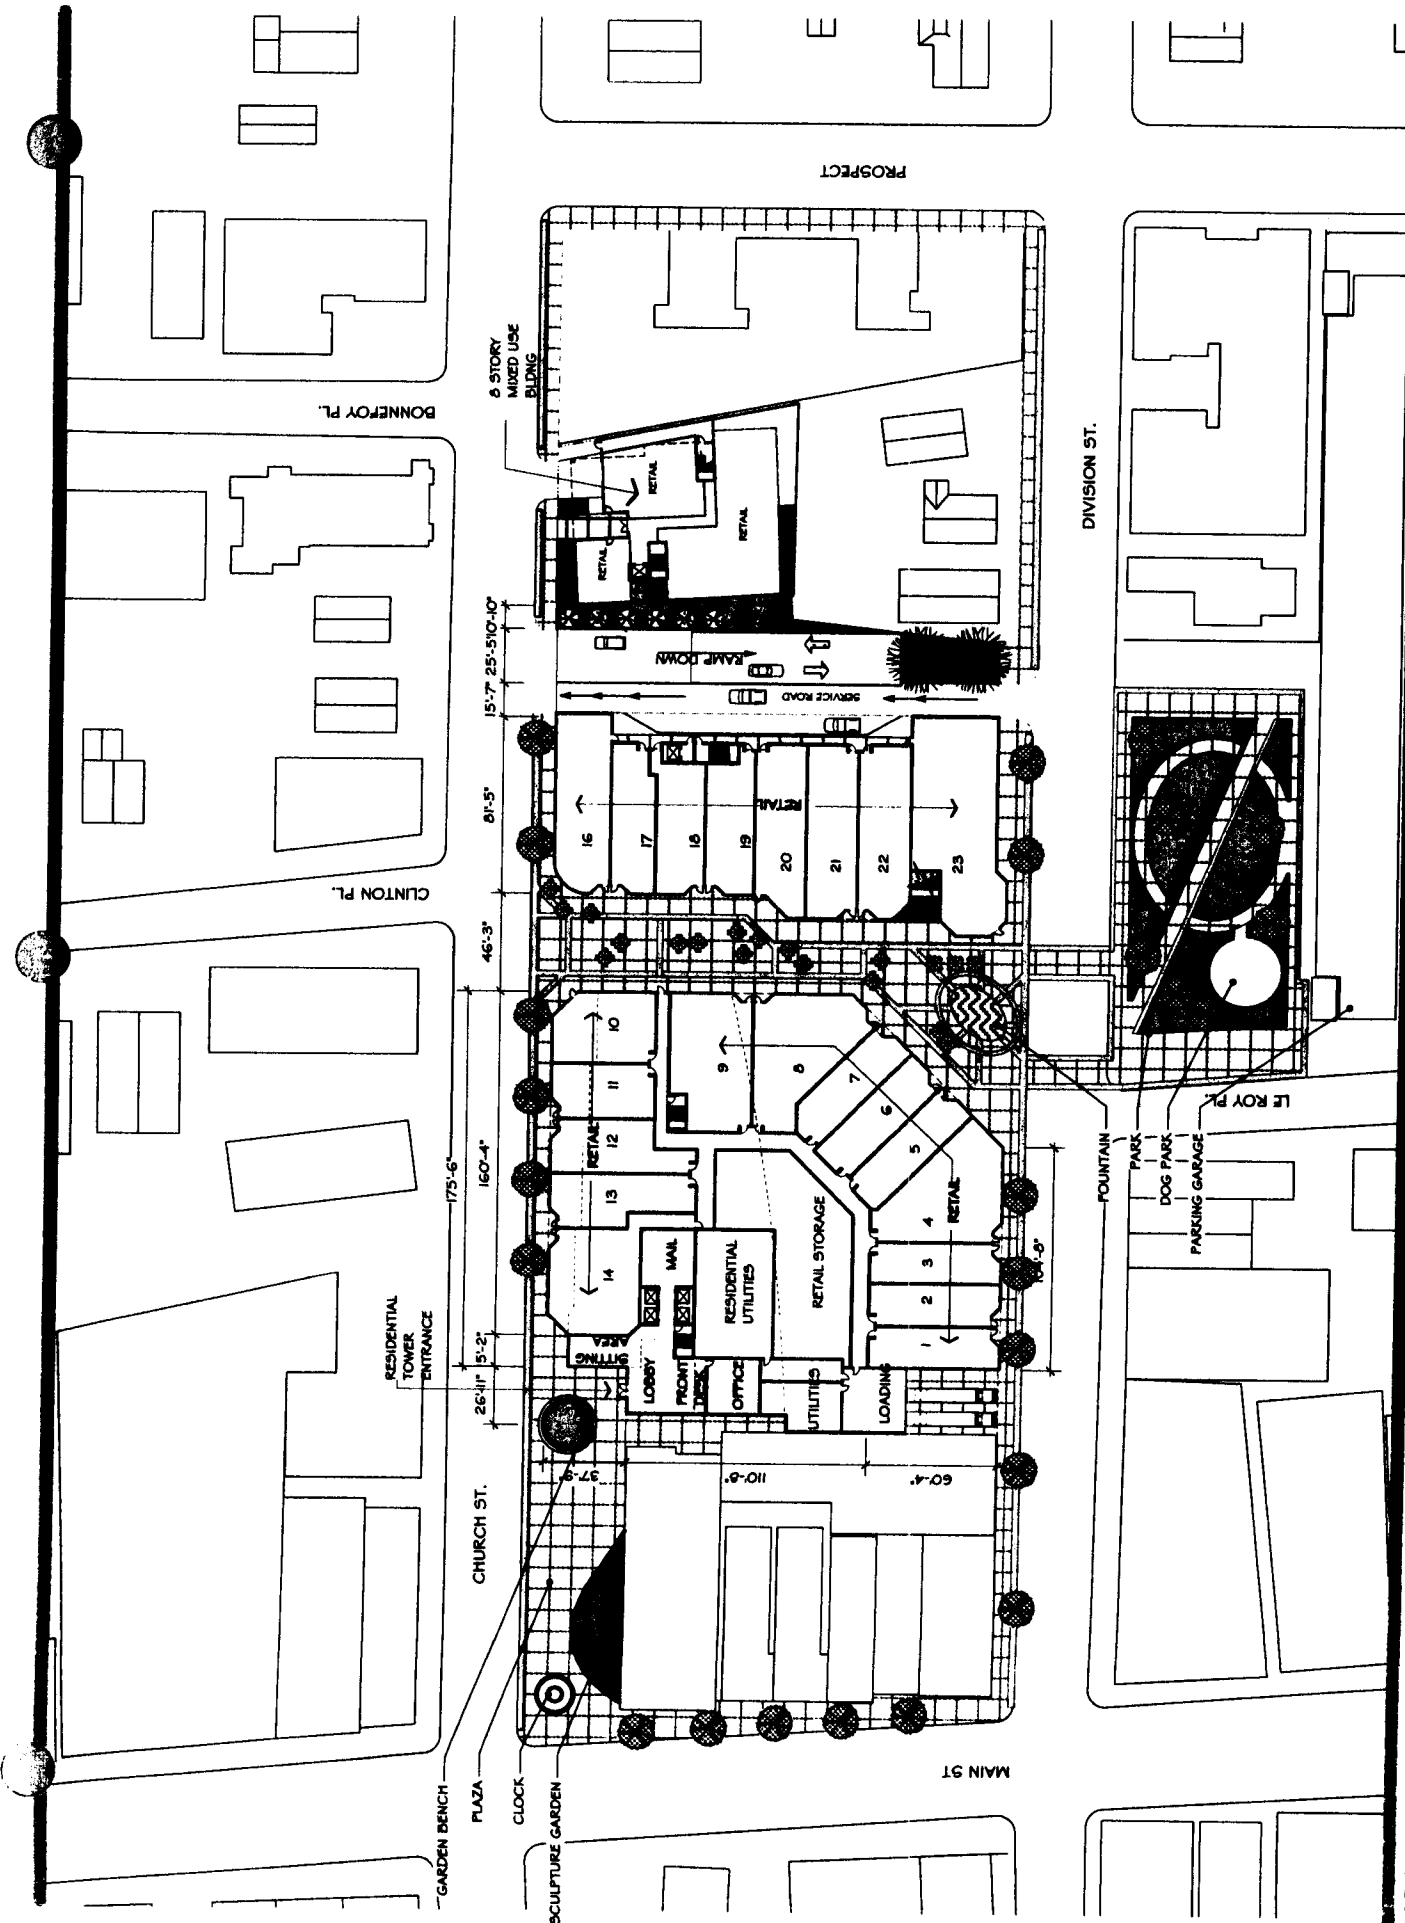 PROSPECT
8 STORY
MIXED USE
BLDNG
BONNEFOY PL.
RETAIL
RETAIL
RETAIL
DIVISION ST.
15'-7"
25'-5"
10'-10"
RAMP DOWN
SERVICE ROAD
81'-5"
RETAIL
16
17
18
19
20
21
22
23
CLINTON PL.
46'-3"
10
11
12
13
14
RETAIL
9
8
7
6
5
4
3
2
1
RETAIL
175'-6"
160'-4"
LE ROY PL.
FOUNTAIN
PARK
DOG PARK
PARKING GARAGE
MAIL
RESIDENTIAL
UTILITIES
RETAIL STORAGE
RESIDENTIAL
TOWER
ENTRANCE
5'-2"
26'-11"
SITTING
AREA
LOBBY
FRONT
DESK
OFFICE
UTILITIES
LOADING
37'-9"
110'-8"
60'-4"
CHURCH ST.
MAIN ST
GARDEN BENCH
PLAZA
CLOCK
SCULPTURE GARDEN